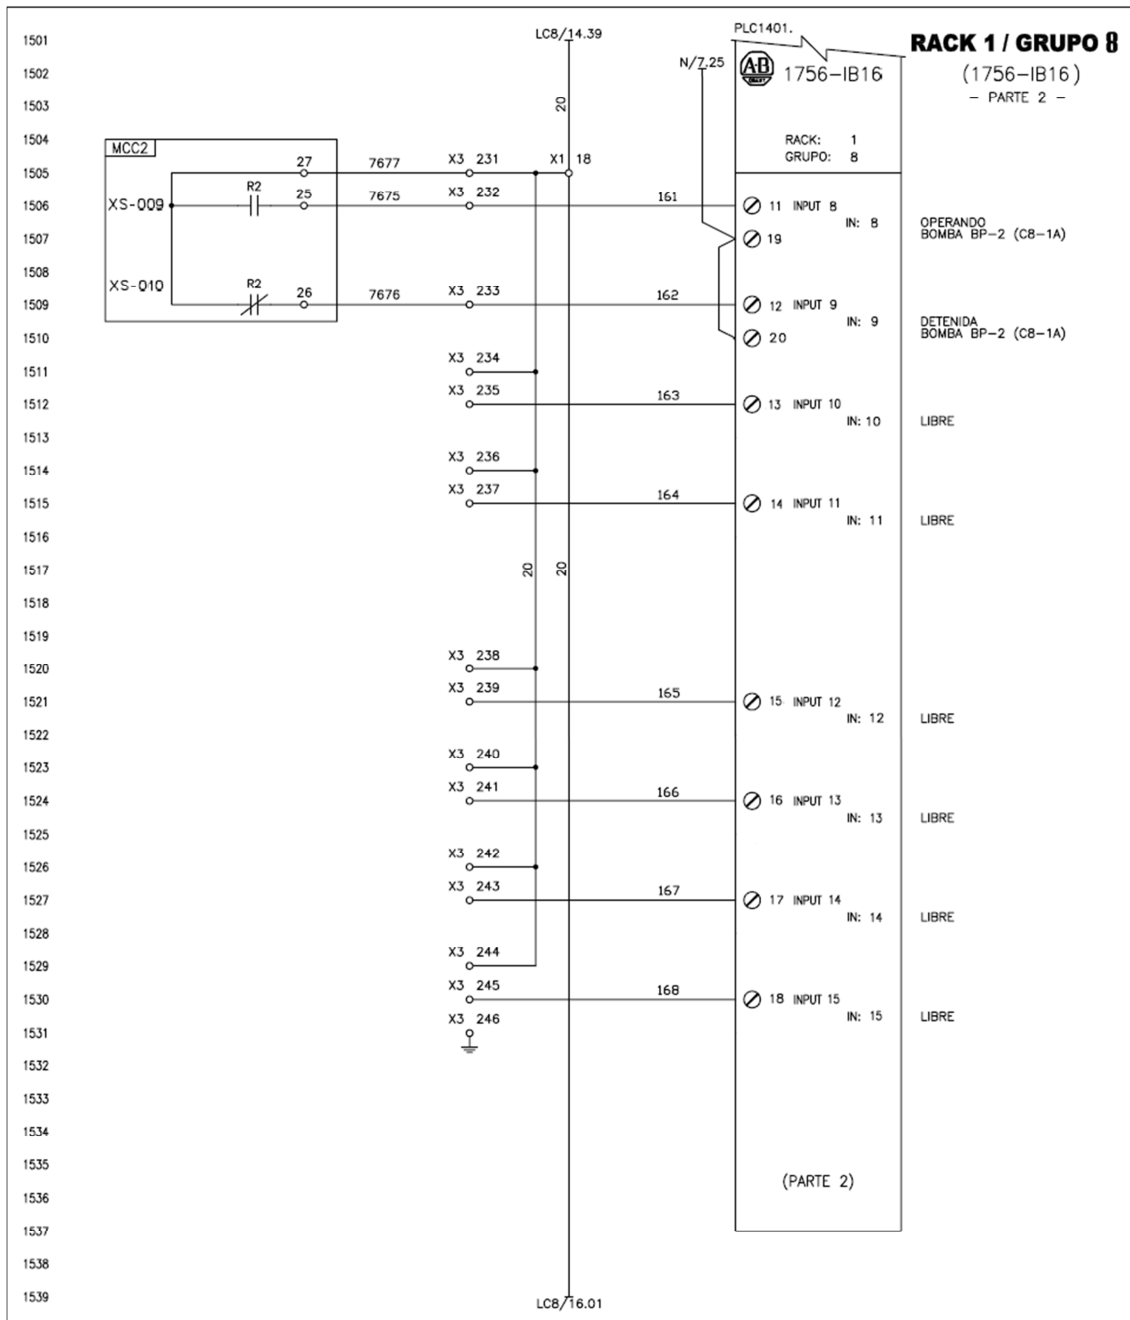 RACK 1 / GRUPO 8
(1756-IB16)
- PARTE 2 -
PLC1401.
A-B
1756-IB16
RACK: 1
GRUPO: 8
LC8/14.39
N/7.25
20
1501
1502
1503
1504
1505
1506
1507
1508
1509
1510
1511
1512
1513
1514
1515
1516
1517
1518
1519
1520
1521
1522
1523
1524
1525
1526
1527
1528
1529
1530
1531
1532
1533
1534
1535
1536
1537
1538
1539
MCC2
27 7677 X3 231 X1 18
XS-009 R2 25 7675 X3 232 161 11 INPUT 8
IN: 8 OPERANDO
BOMBA BP-2 (C8-1A)
19
XS-010 R2 26 7676 X3 233 162 12 INPUT 9
IN: 9 DETENIDA
BOMBA BP-2 (C8-1A)
20
X3 234
X3 235 163 13 INPUT 10
IN: 10 LIBRE
X3 236
X3 237 164 14 INPUT 11
IN: 11 LIBRE
20 20
X3 238
X3 239 165 15 INPUT 12
IN: 12 LIBRE
X3 240
X3 241 166 16 INPUT 13
IN: 13 LIBRE
X3 242
X3 243 167 17 INPUT 14
IN: 14 LIBRE
X3 244
X3 245 168 18 INPUT 15
IN: 15 LIBRE
X3 246
(PARTE 2)
LC8/16.01